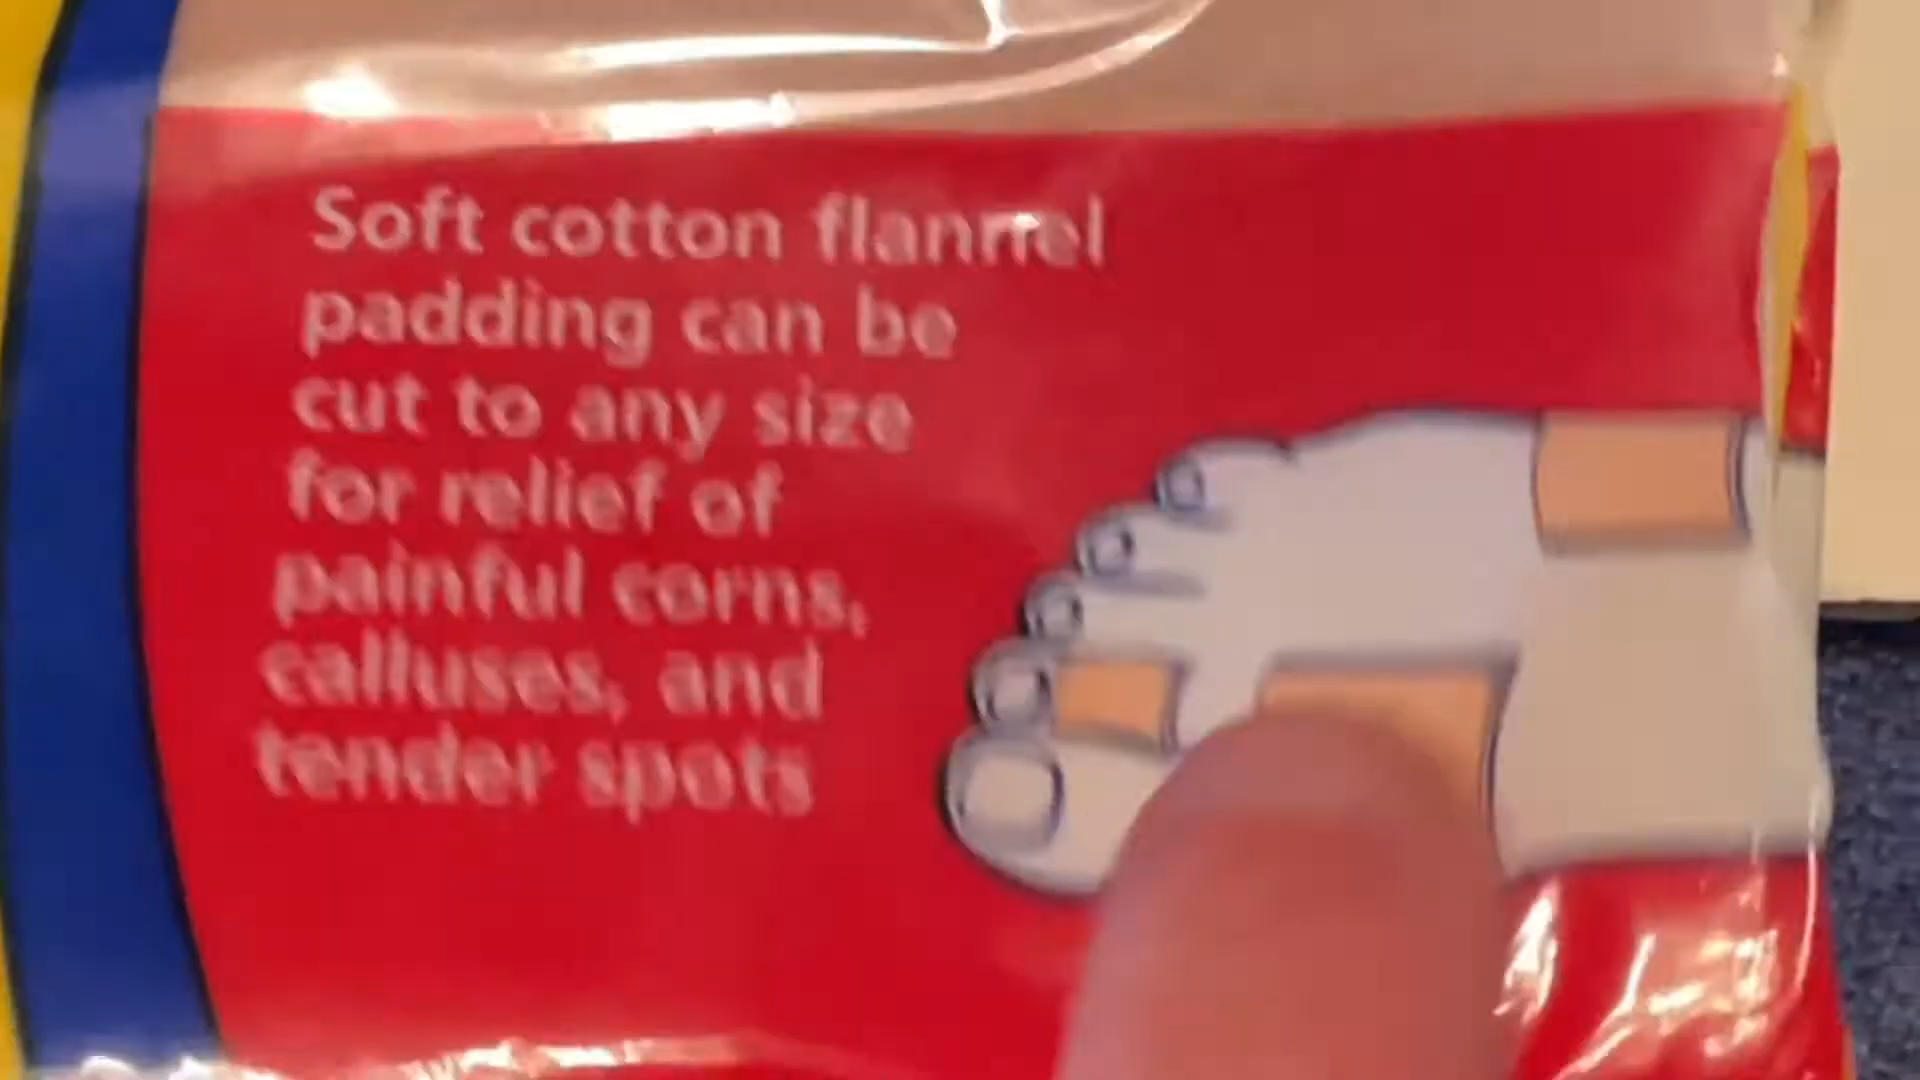 Soft cotton flannel
padding can be
cut to any size
for relief of
painful corns,
calluses, and
tender spots